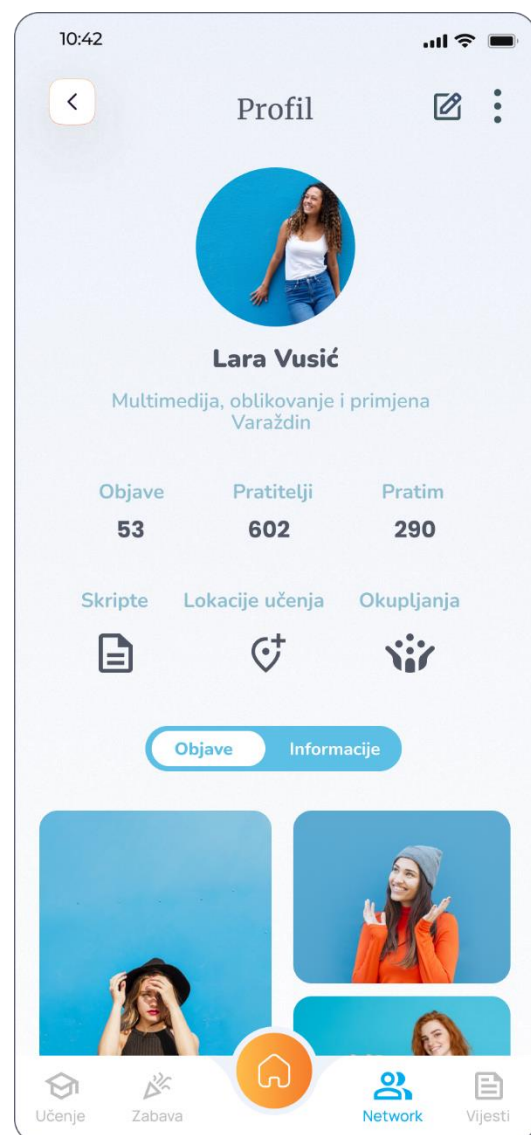 10:42
Profil
Lara Vusić
Multimedija, oblikovanje i primjena
Varaždin
Objave Pratitelji Pratim
53 602 290
Skripte Lokacije učenja Okupljanja
Objave Informacije
Učenje Zabava Network Vijesti